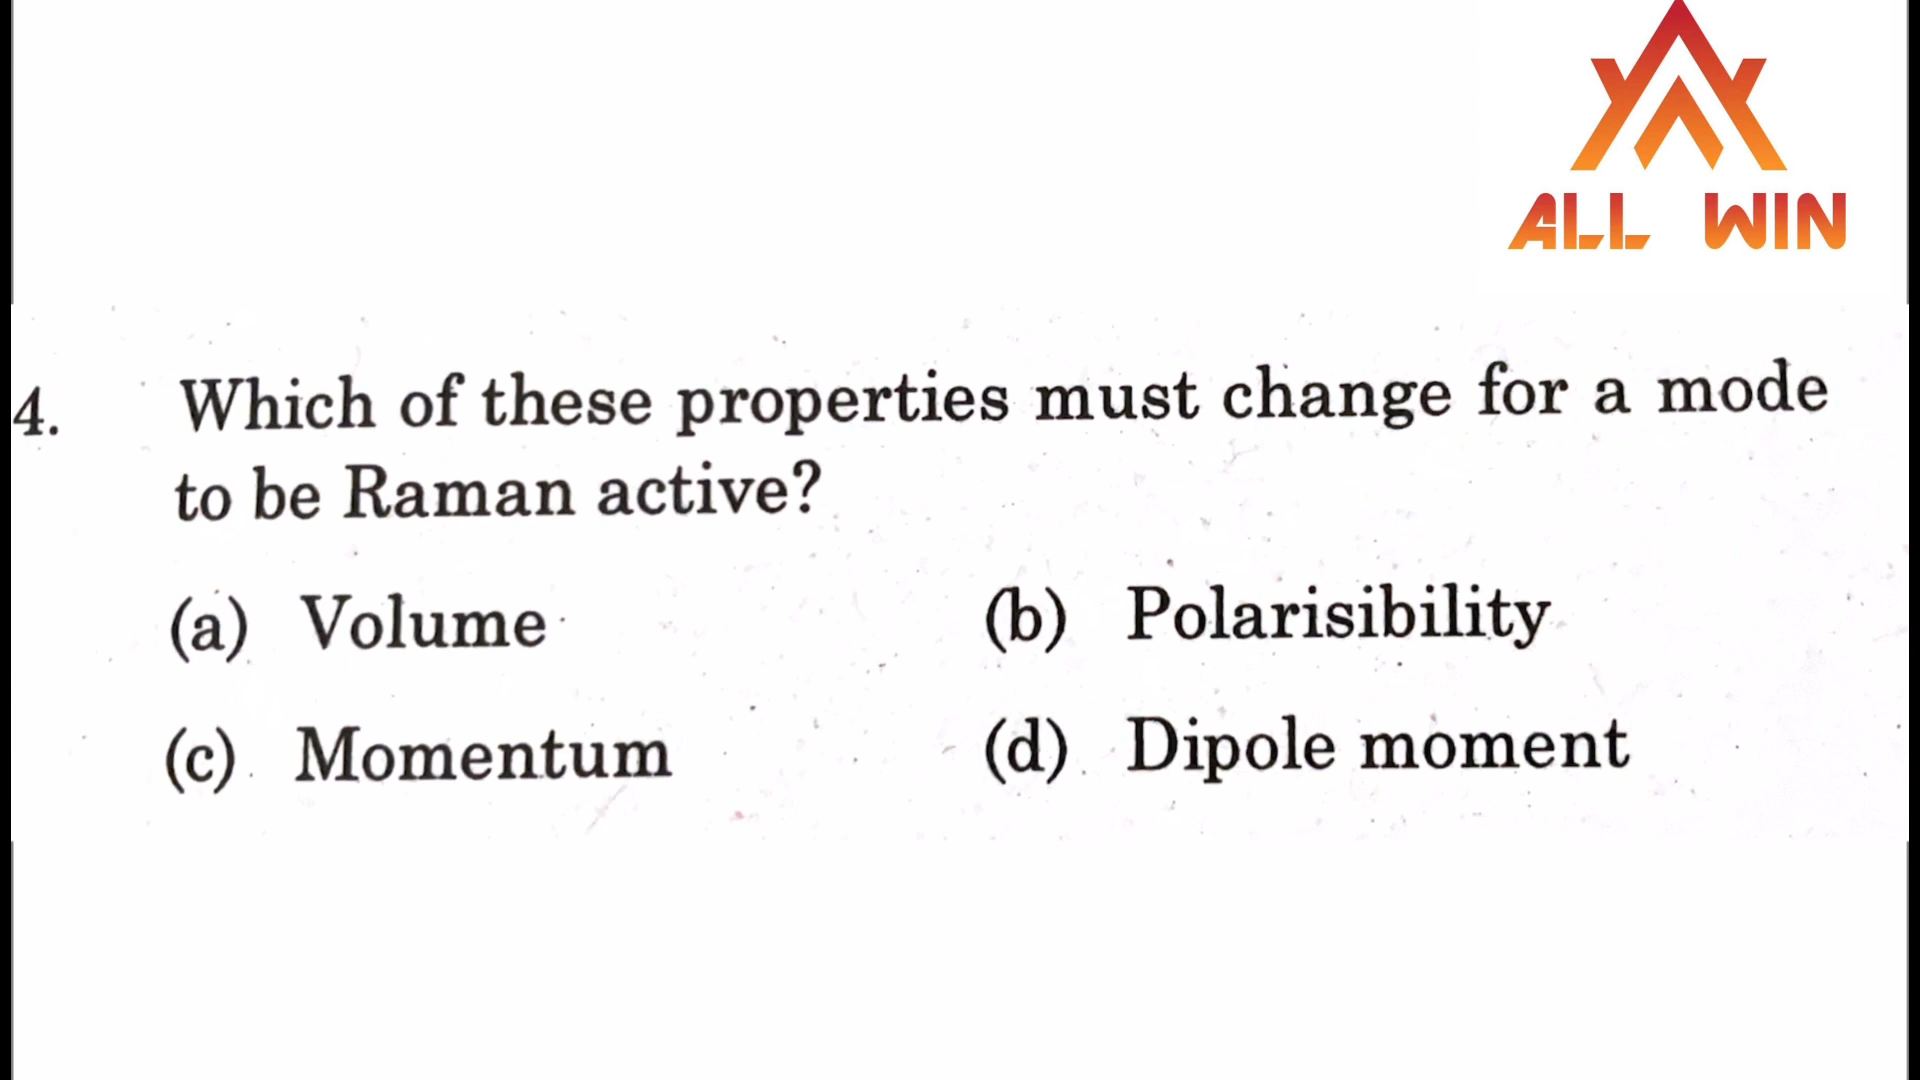 ALL WIN
4. Which of these properties must change for a mode
to be Raman active?
(a) Volume (b) Polarisibility
(c) Momentum (d) Dipole moment